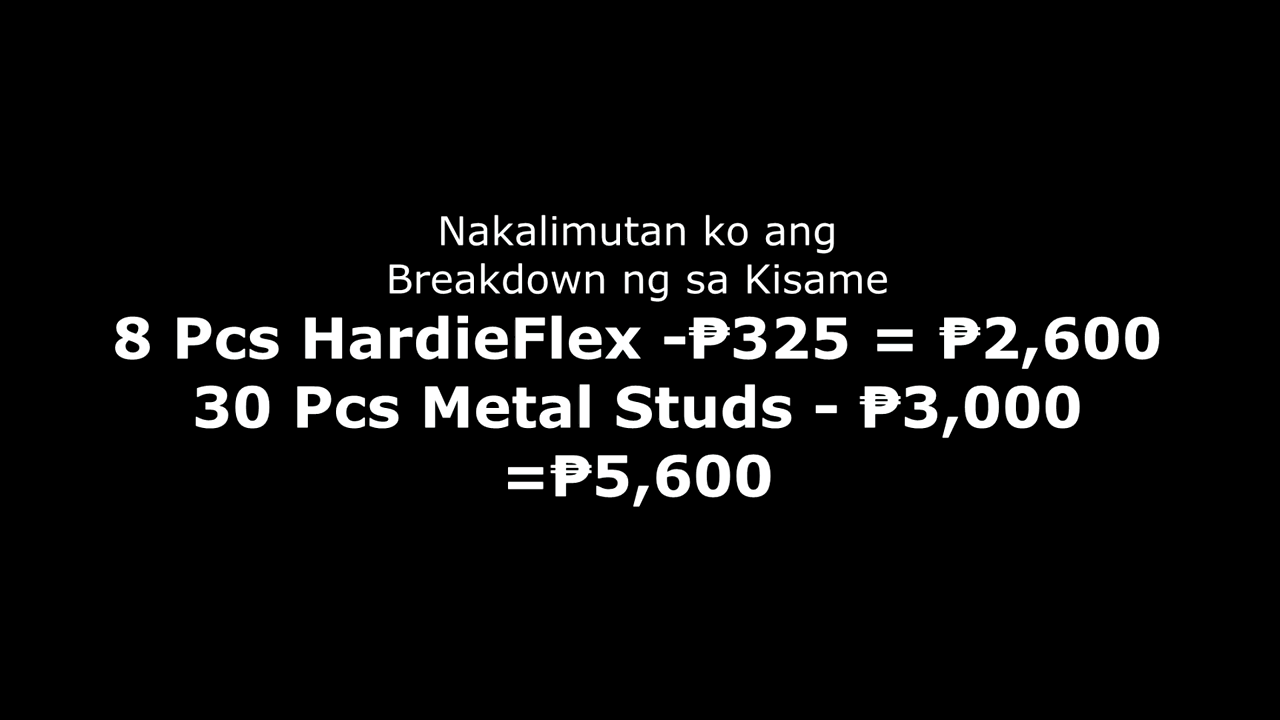 Nakalimutan ko ang
Breakdown ng sa Kisame
8 Pcs HardieFlex -₱325 = ₱2,600
30 Pcs Metal Studs - ₱3,000
=₱5,600